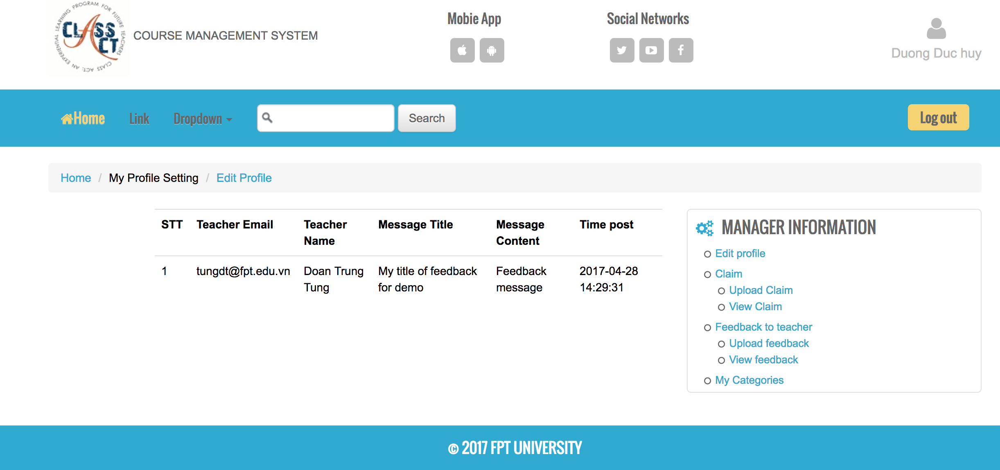 CLASS ACT: AN EXPERIENTIAL LEARNING PROGRAM FOR FUTURE TEACHERS
CLASS
ACT
COURSE MANAGEMENT SYSTEM
Mobie App
Social Networks
Duong Duc huy
Home Link Dropdown Search Log out
Home / My Profile Setting / Edit Profile
STT Teacher Email Teacher Message Title Message Time post
Name Content
1 tungdt@fpt.edu.vn Doan Trung My title of feedback Feedback 2017-04-28
Tung for demo message 14:29:31
MANAGER INFORMATION
Edit profile
Claim
Upload Claim
View Claim
Feedback to teacher
Upload feedback
View feedback
My Categories
© 2017 FPT UNIVERSITY